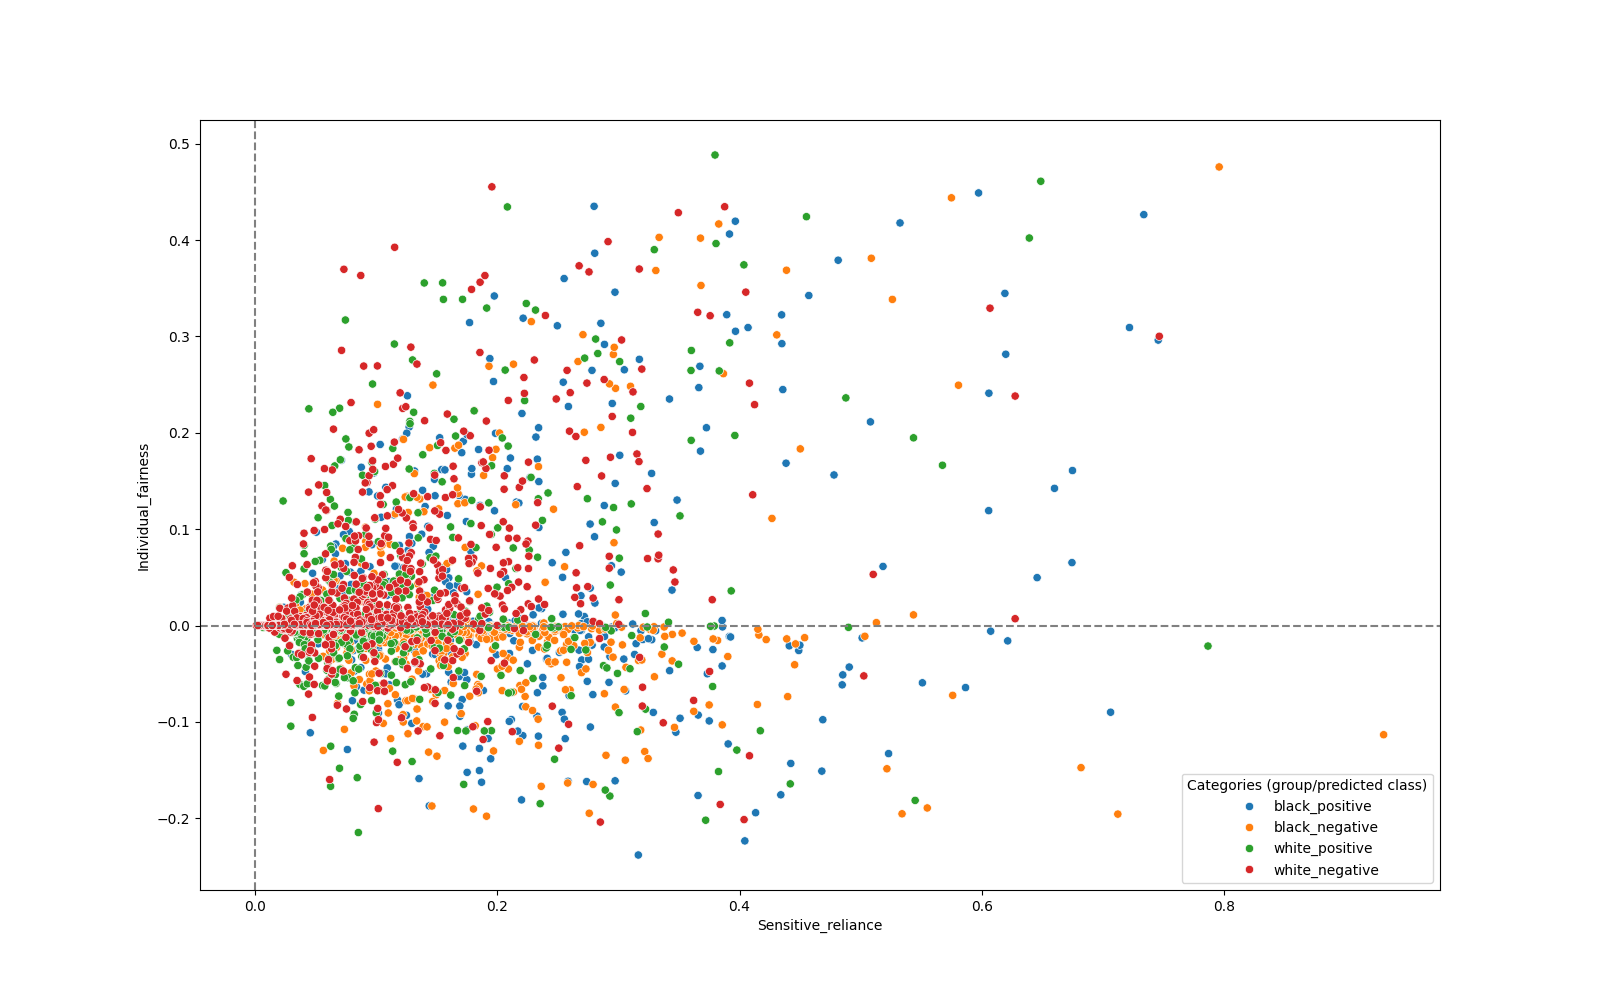 0.5
0.4
0.3
0.2
0.1
0.0
−0.1
−0.2
Individual_fairness
0.0 0.2 0.4 0.6 0.8
Sensitive_reliance
Categories (group/predicted class)
black_positive
black_negative
white_positive
white_negative